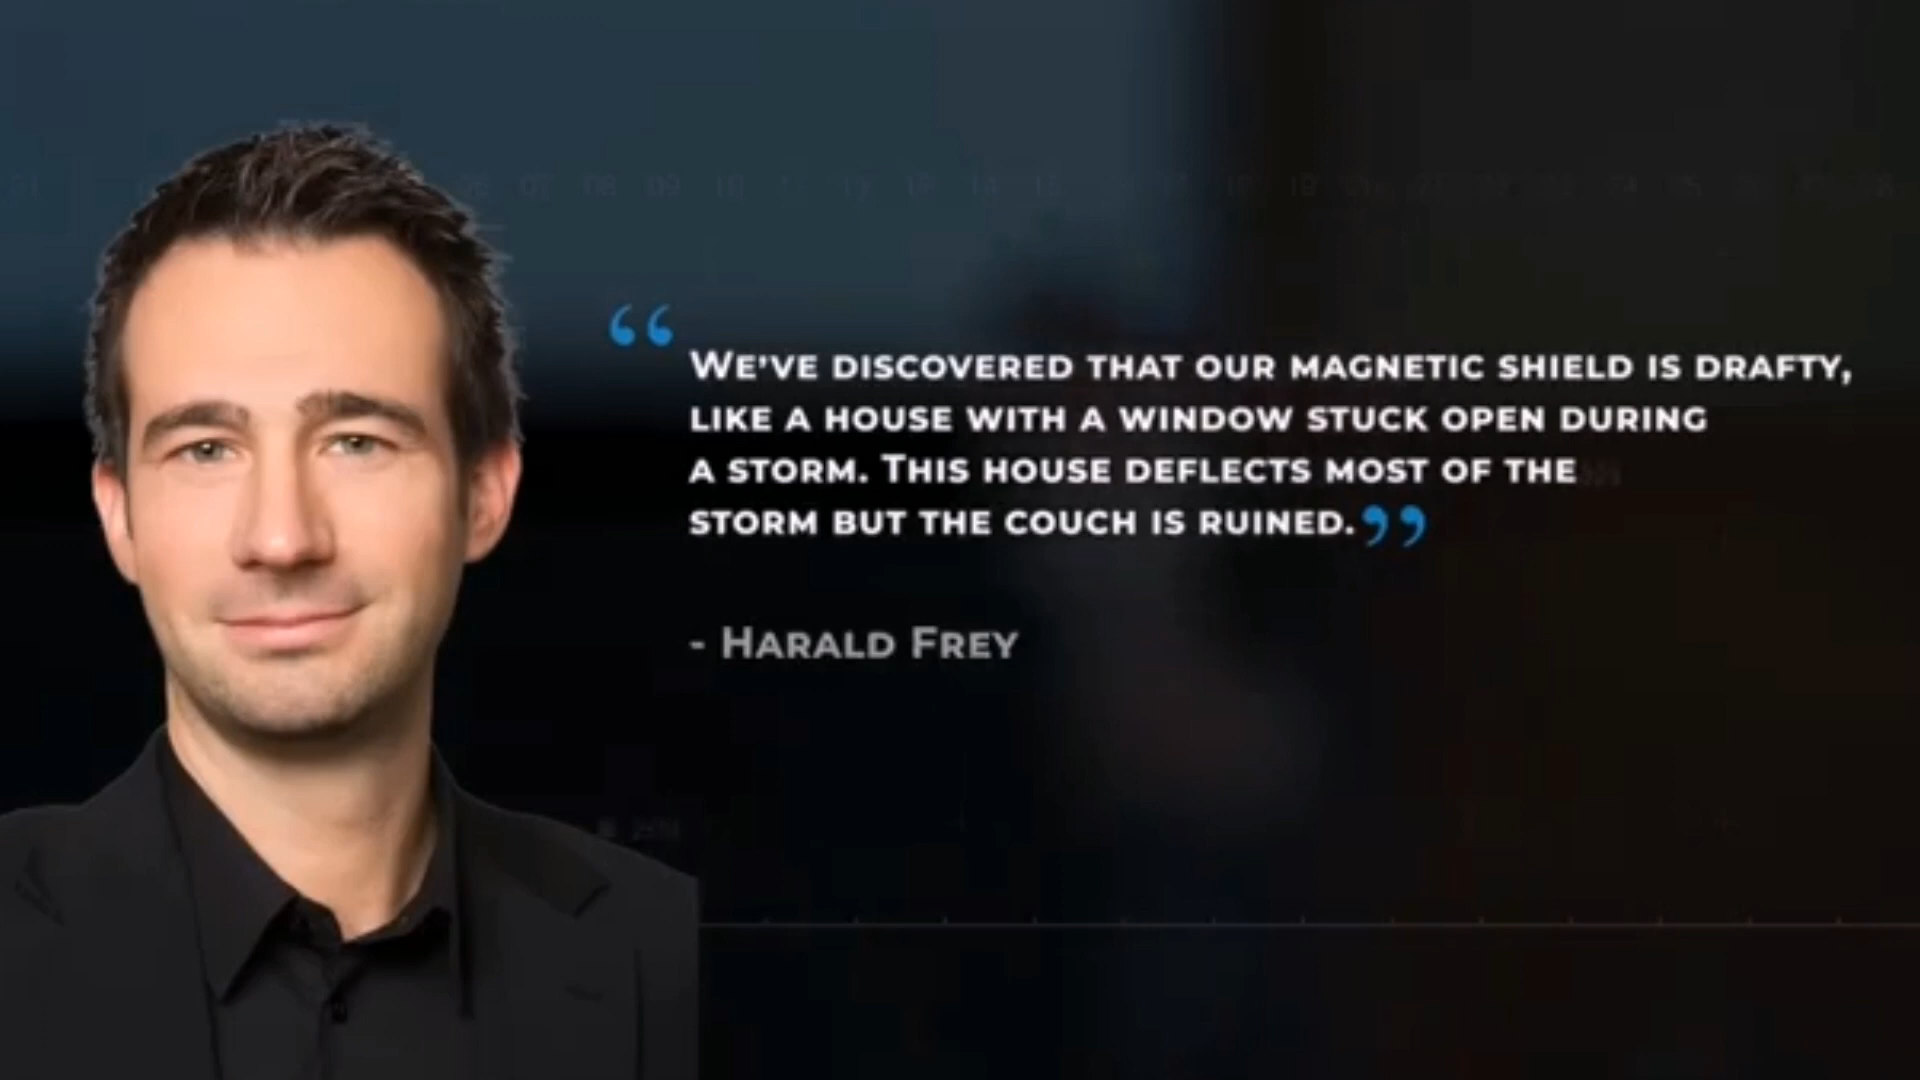 “We’ve discovered that our magnetic shield is drafty,
like a house with a window stuck open during
a storm. This house deflects most of the
storm but the couch is ruined.”
- Harald Frey